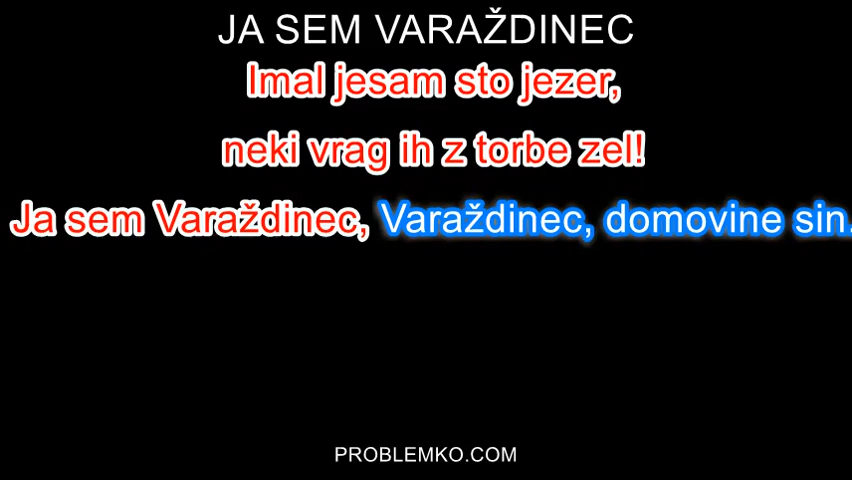 JA SEM VARAŽDINEC
Imal jesam sto jezer,
neki vrag ih z torbe zel!
Ja sem Varaždinec, Varaždinec, domovine sin.
PROBLEMKO.COM